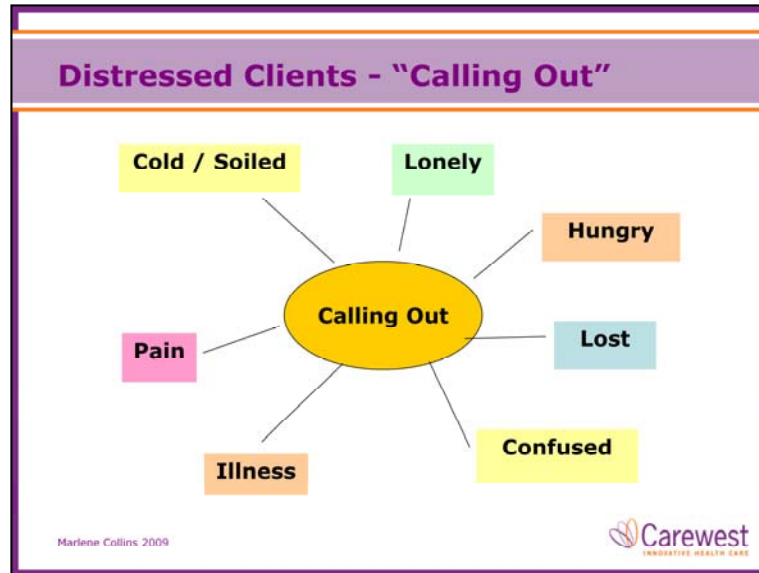 Distressed Clients - “Calling Out”
Cold / Soiled
Lonely
Hungry
Calling Out
Pain
Lost
Illness
Confused
Marlene Collins 2009
Carewest
INNOVATIVE HEALTH CARE